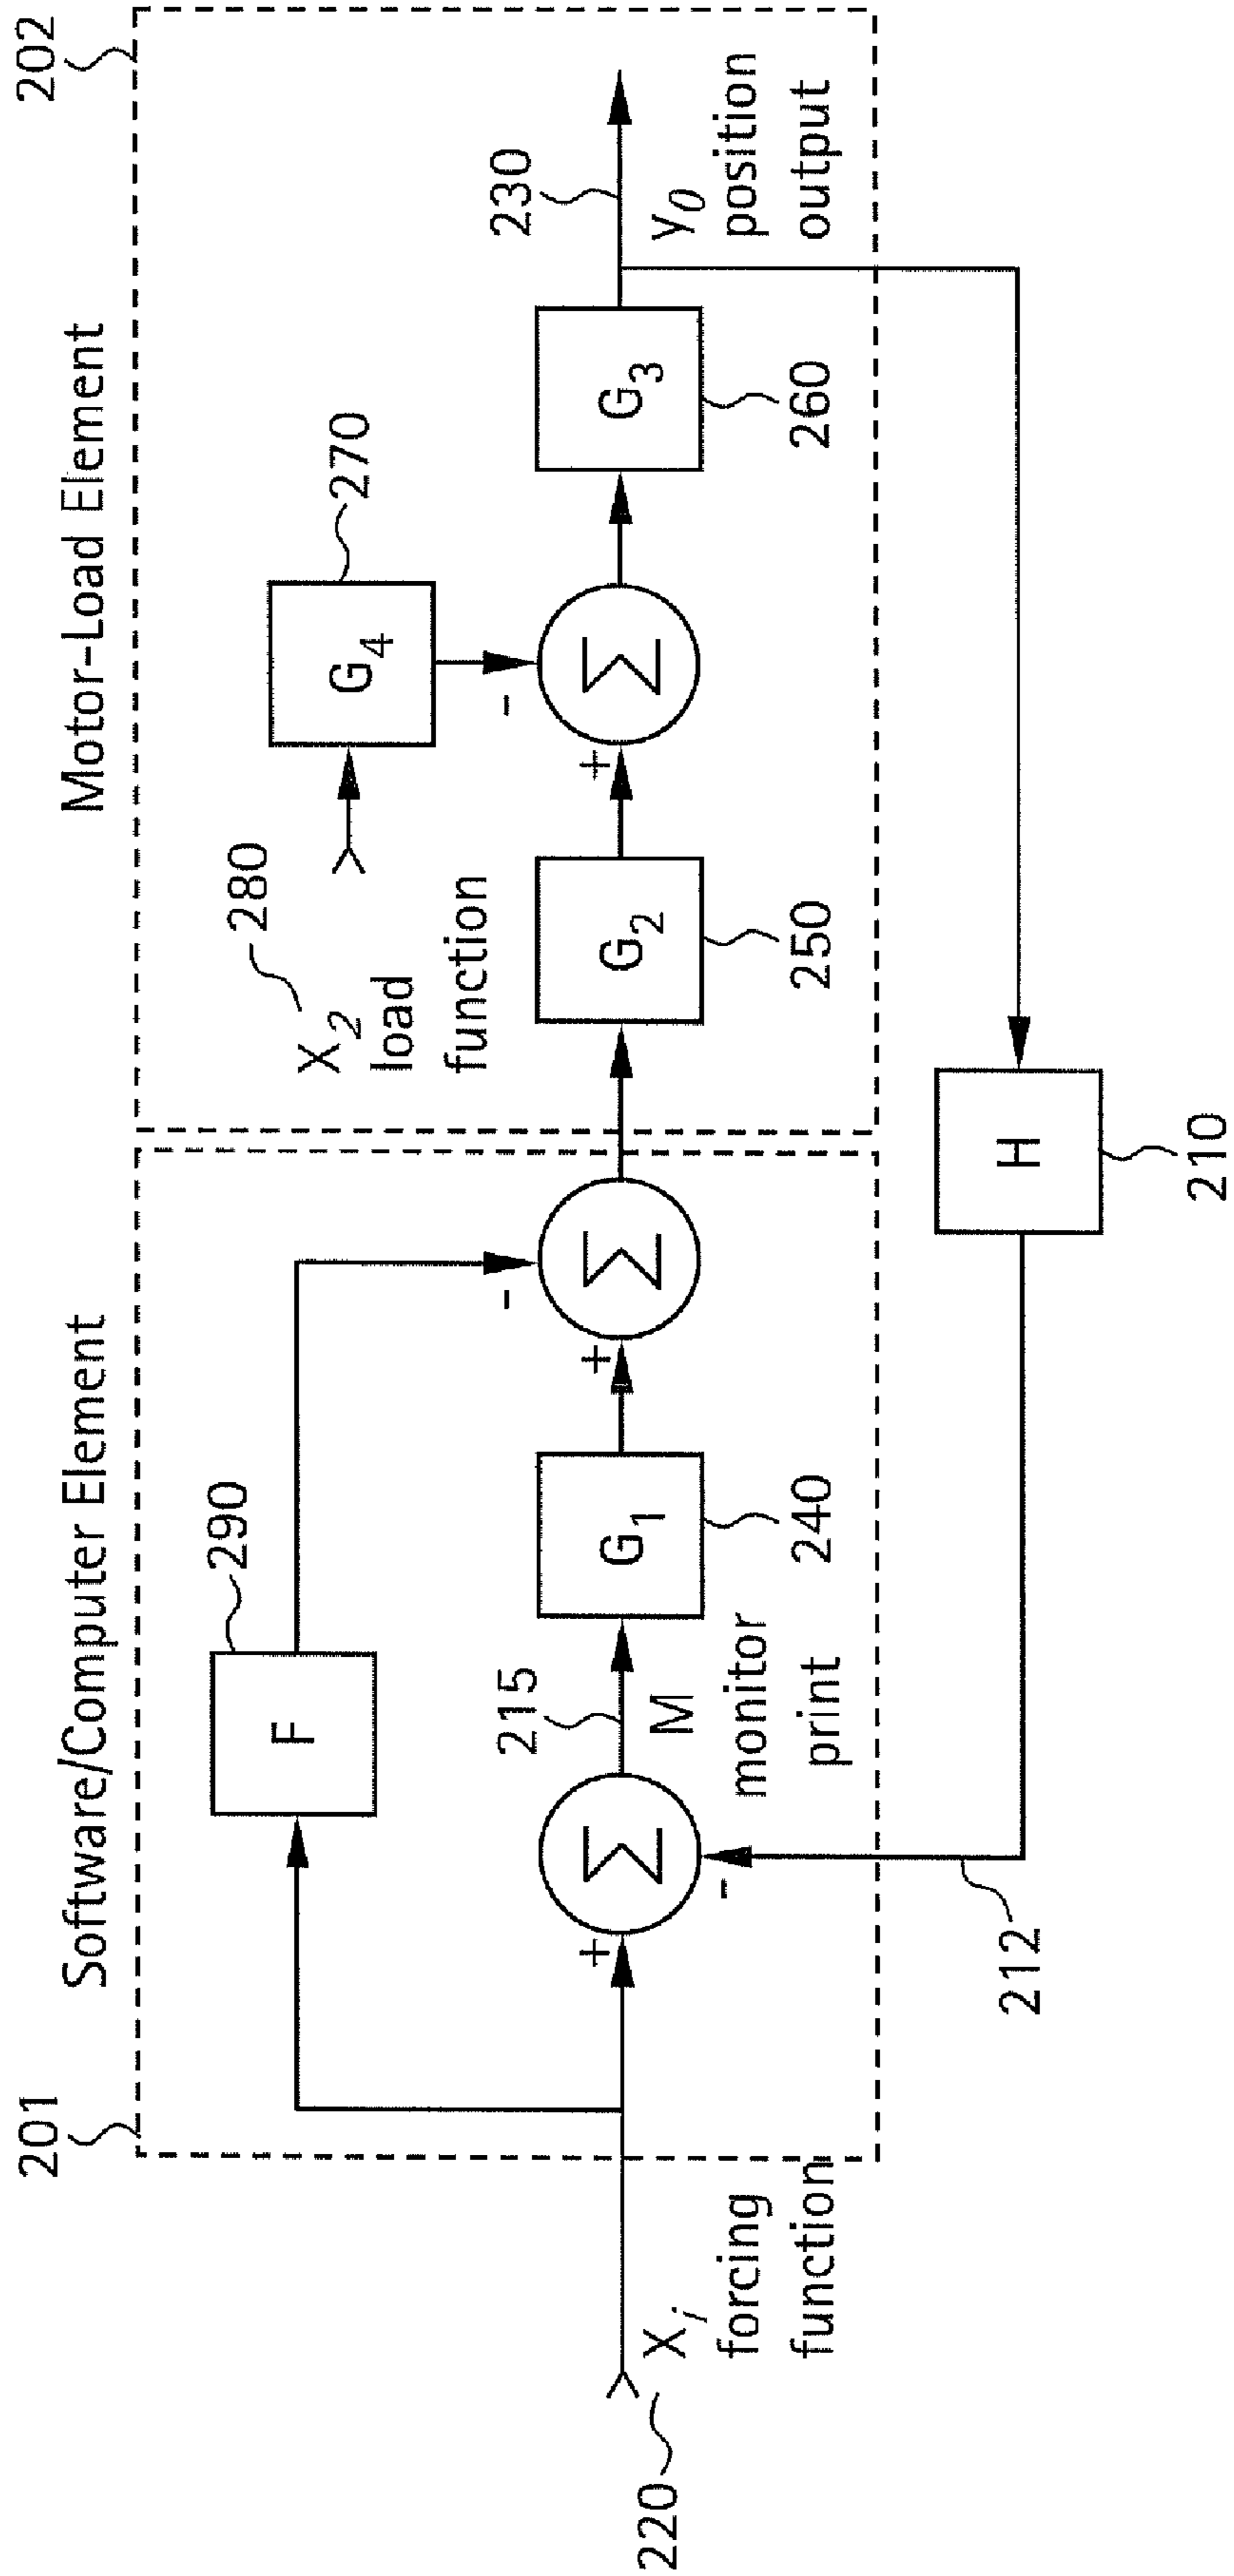 201
Software/Computer Element
Motor-Load Element
202
290
F
G4
270
280
X2
load
function
+
-
Σ
215
M
monitor
print
G1
240
+
-
Σ
G2
250
+
-
Σ
G3
260
230
y0
position
output
220
Xi
forcing
function
212
H
210